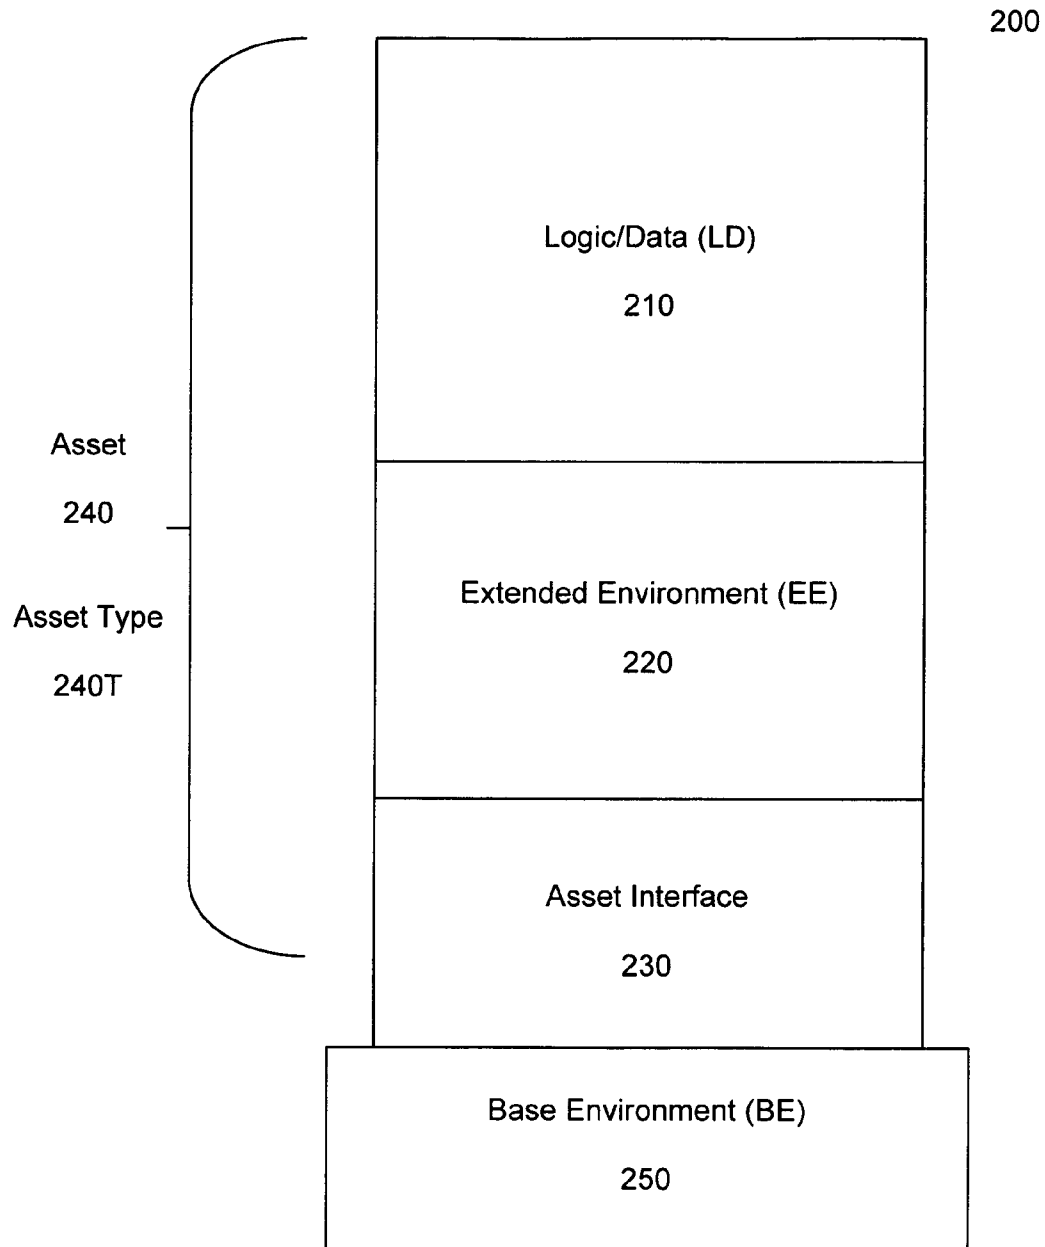 200
Logic/Data (LD)
210
Asset
240
Extended Environment (EE)
Asset Type
220
240T
Asset Interface
230
Base Environment (BE)
250